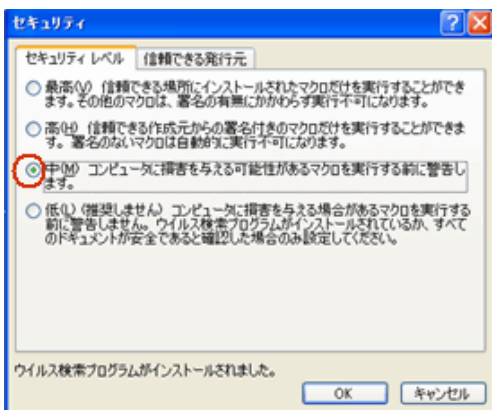 セキュリティ
セキュリティ レベル
信頼できる発行元
最高(V) 信頼できる場所にインストールされたマクロだけを実行することができ
ます。その他のマクロは、署名の有無にかかわらず実行不可になります。
高(H) 信頼できる作成元からの署名付きのマクロだけを実行することができま
す。署名のないマクロは自動的に実行不可になります。
中(M) コンピュータに損害を与える可能性があるマクロを実行する前に警告し
ます。
低(L) (推奨しません) コンピュータに損害を与える場合があるマクロを実行する
前に警告しません。ウイルス検索プログラムがインストールされているか、すべて
のドキュメントが安全であると確認した場合のみ設定してください。
ウイルス検索プログラムがインストールされました。
OK
キャンセル